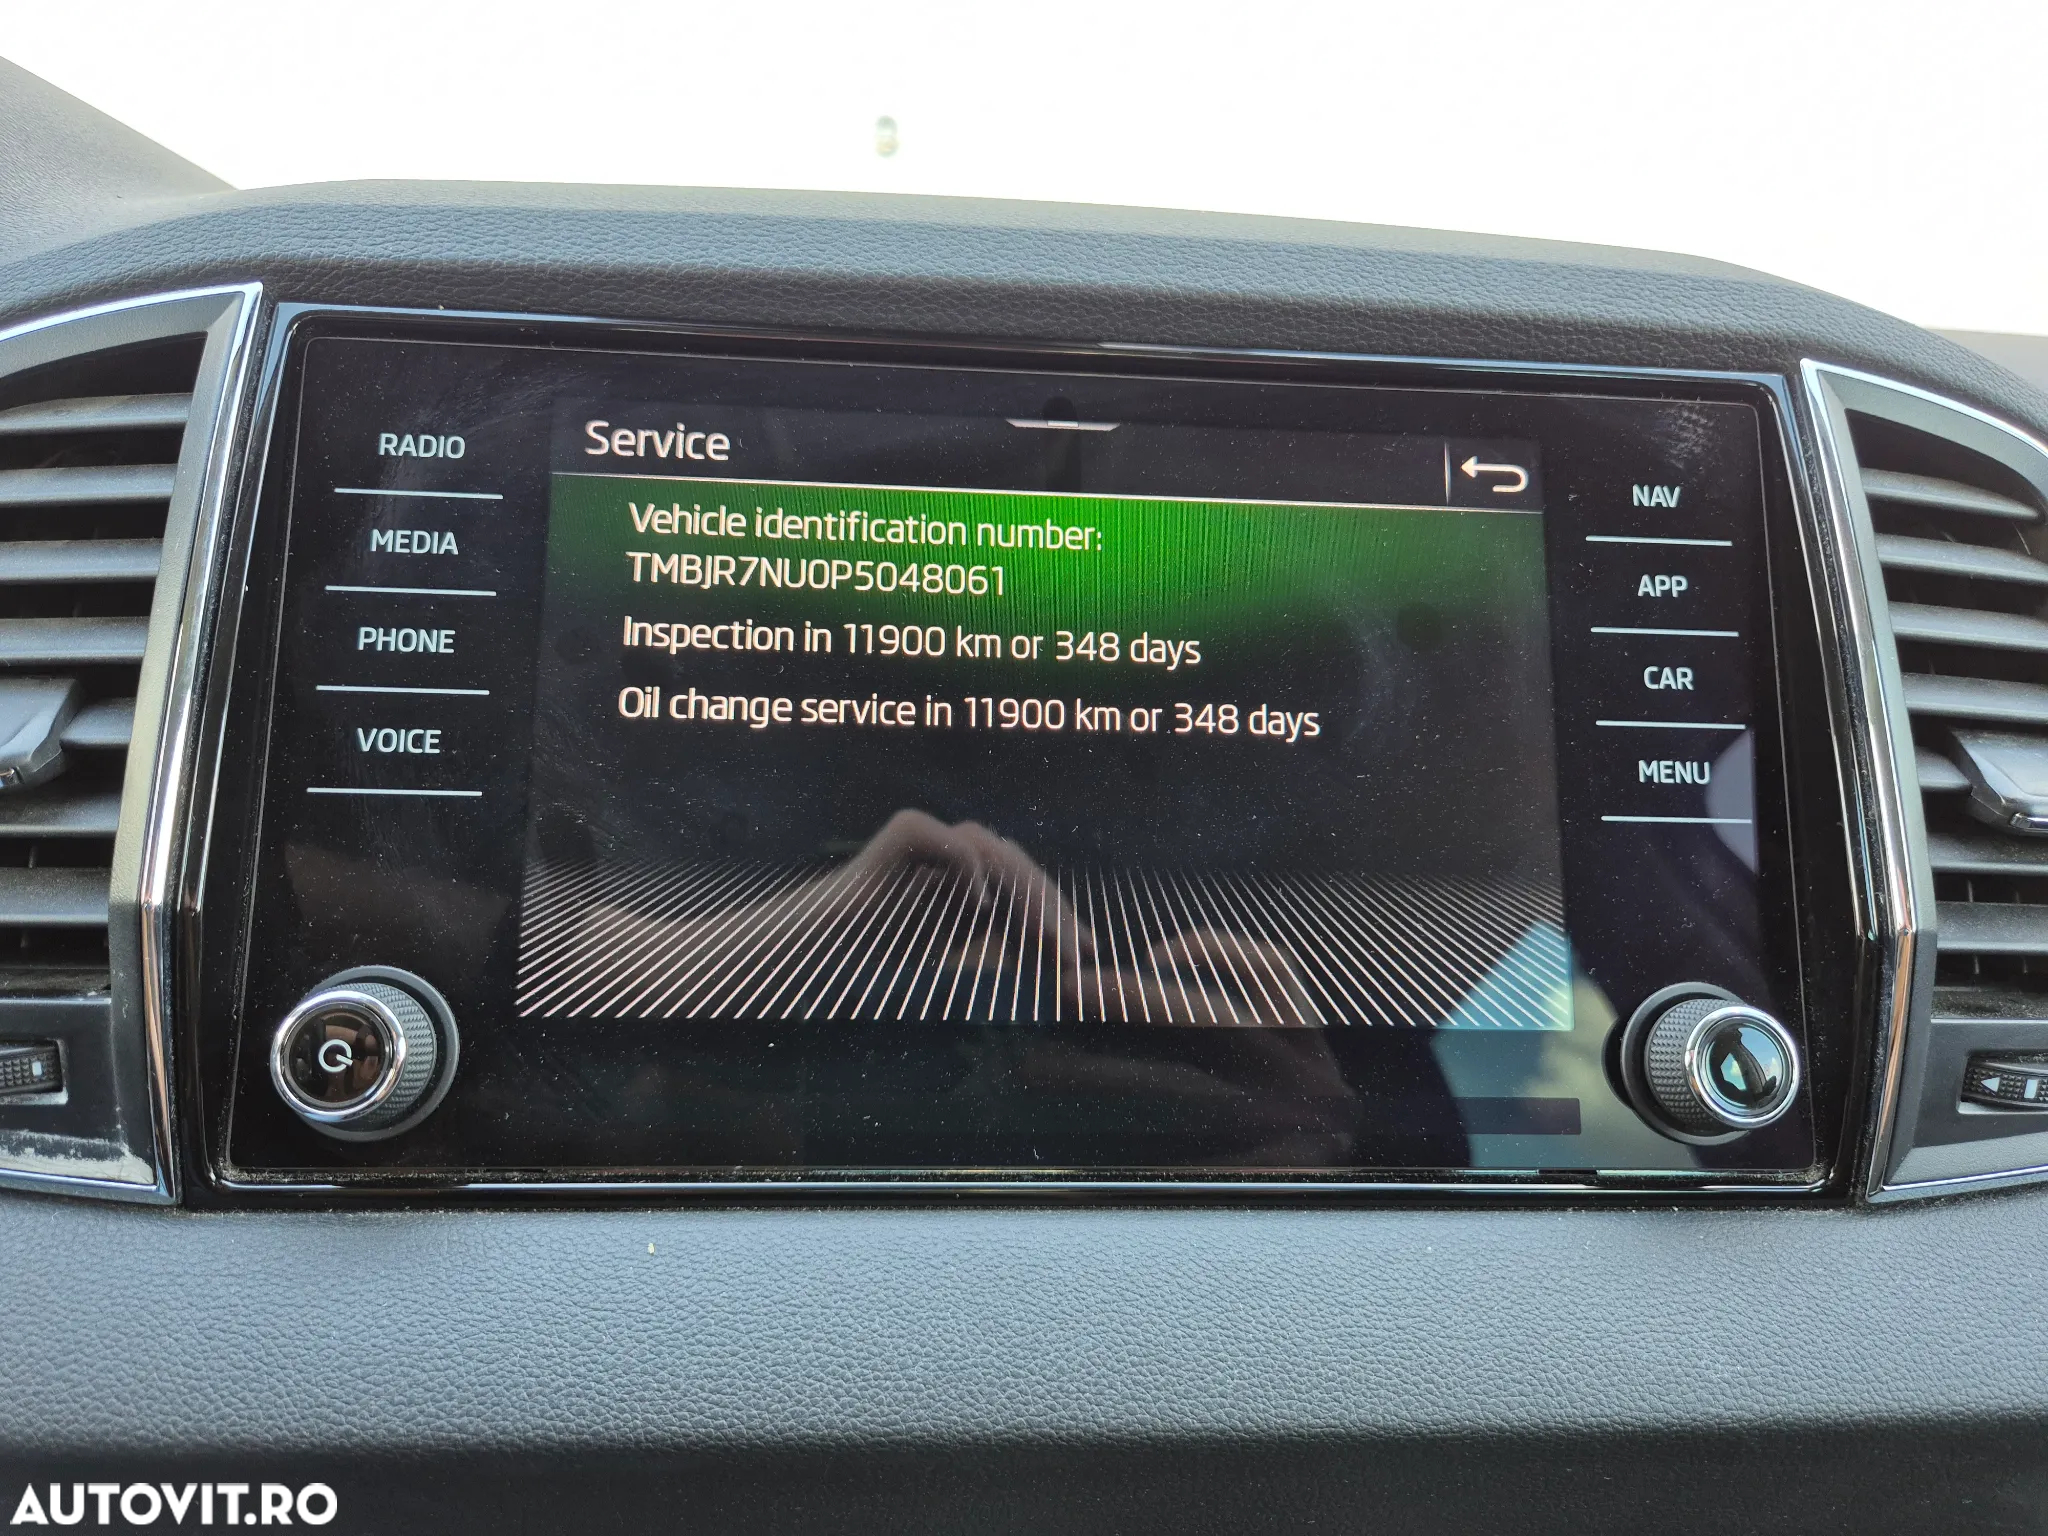 Service
RADIO
MEDIA
PHONE
VOICE
Vehicle identification number:
TMBJR7NU0P5048061
Inspection in 11900 km or 348 days
Oil change service in 11900 km or 348 days
NAV
APP
CAR
MENU
AUTOVIT.RO